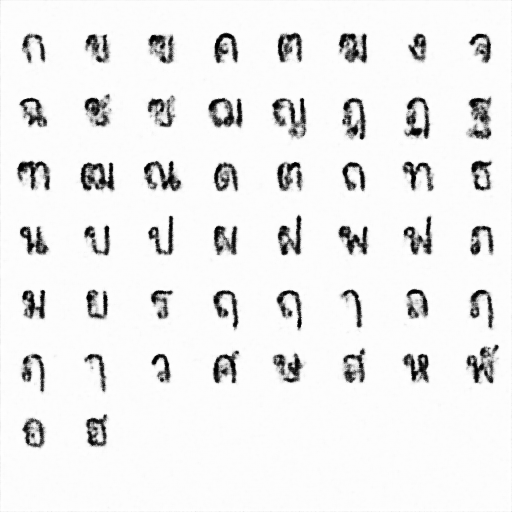 ก ข ฃ ค ฅ ฆ ง จ
ฉ ช ซ ฌ ญ ฎ ฏ ฐ
ฑ ฒ ณ ด ต ถ ท ธ
น บ ป ผ ฝ พ ฟ ภ
ม ย ร ฤ ฤ ๅ ล ฦ
ฦ ๅ ว ศ ษ ส ห ฬ
อ ฮ